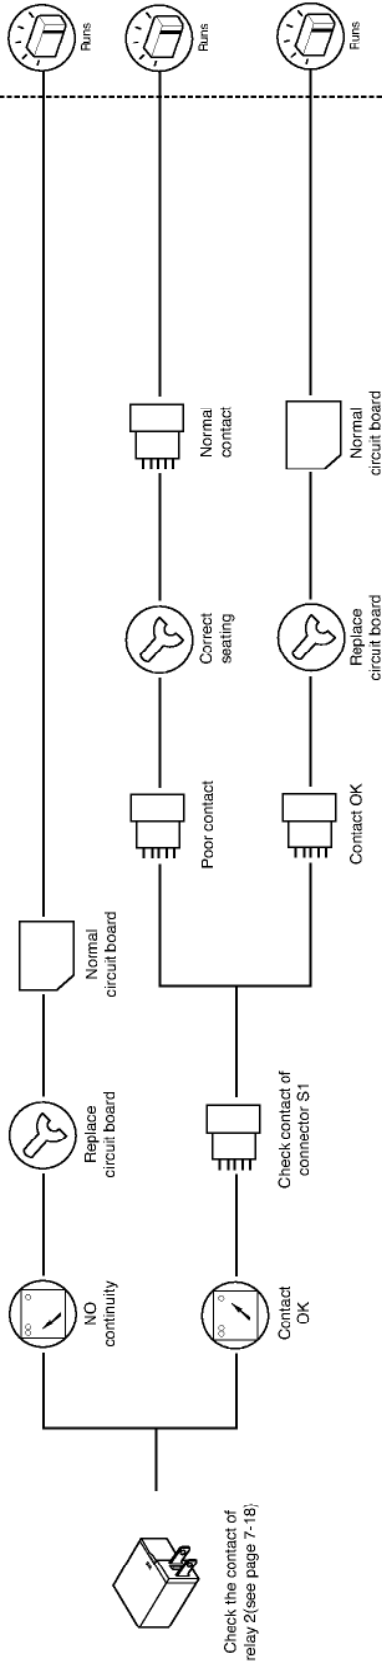 Check the contact of
relay 2(see page 7-18)
NO
continuity
Replace
circuit board
Normal
circuit board
Runs
Contact
OK
Check contact of
connector S1
Poor contact
Correct
seating
Normal
contact
Runs
Contact OK
Replace
circuit board
Normal
circuit board
Runs